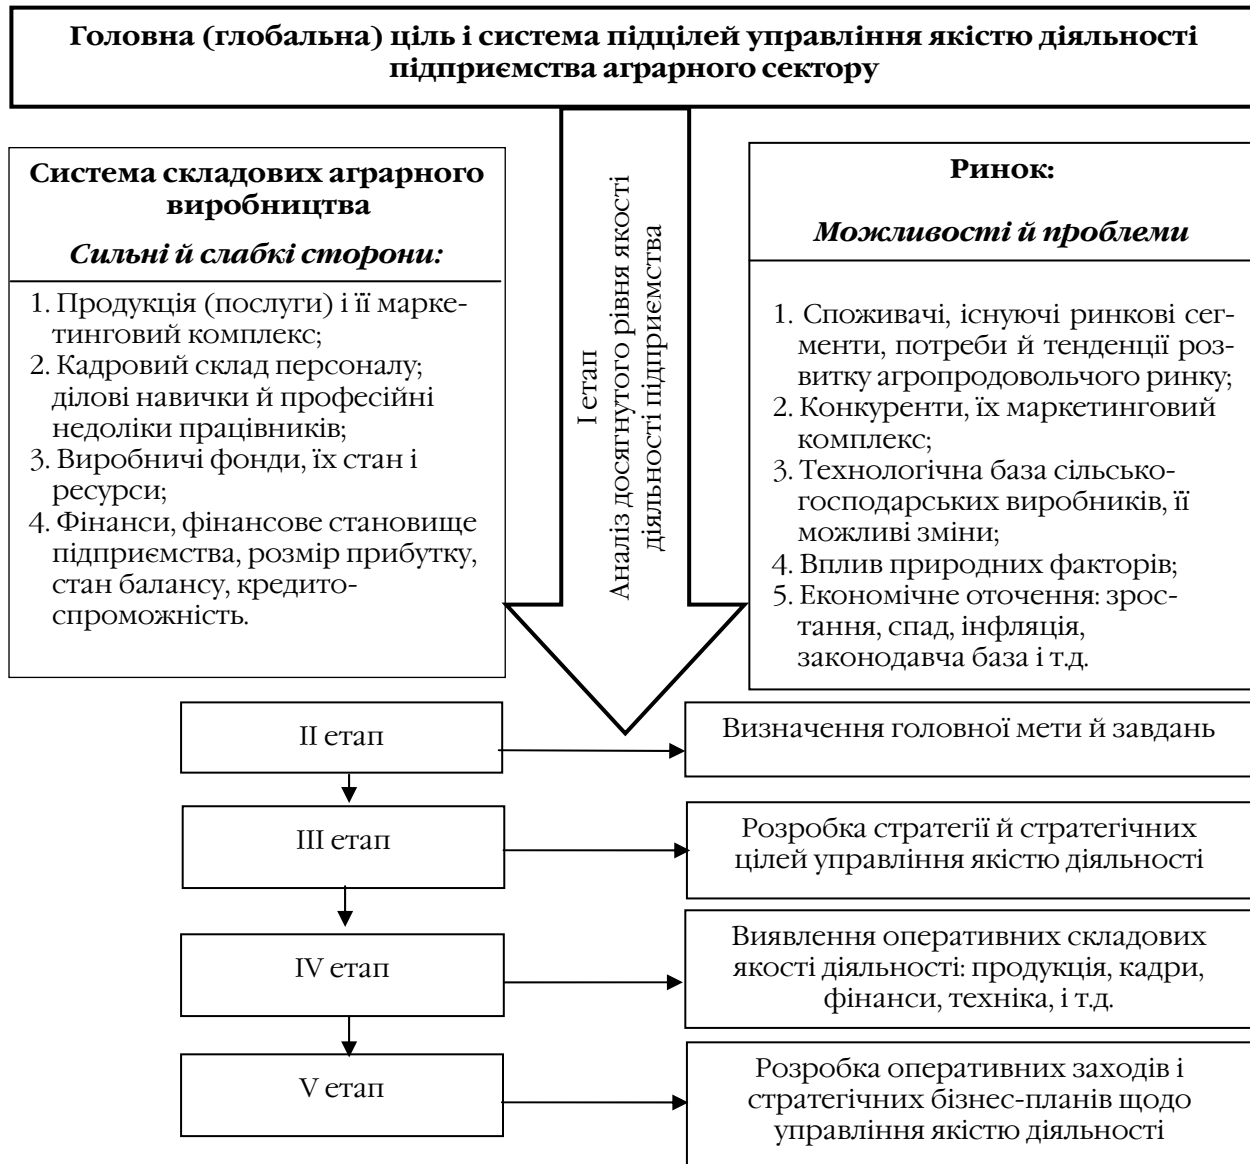 Головна (глобальна) ціль і система підцілей управління якістю діяльності
підприємства аграрного сектору
Система складових аграрного
виробництва
Сильні й слабкі сторони:
1. Продукція (послуги) і її марке-
тинговий комплекс;
2. Кадровий склад персоналу;
ділові навички й професійні
недоліки працівників;
3. Виробничі фонди, їх стан і
ресурси;
4. Фінанси, фінансове становище
підприємства, розмір прибутку,
стан балансу, кредито-
спроможність.
І етап
Аналіз досягнутого рівня якості
діяльності підприємства
Ринок:
Можливості й проблеми
1. Споживачі, існуючі ринкові сег-
менти, потреби й тенденції роз-
витку агропродовольчого ринку;
2. Конкуренти, їх маркетинговий
комплекс;
3. Технологічна база сільсько-
господарських виробників, її
можливі зміни;
4. Вплив природних факторів;
5. Економічне оточення: зрос-
тання, спад, інфляція,
законодавча база і т.д.
ІІ етап
Визначення головної мети й завдань
ІІІ етап
Розробка стратегії й стратегічних
цілей управління якістю діяльності
IV етап
Виявлення оперативних складових
якості діяльності: продукція, кадри,
фінанси, техніка, і т.д.
V етап
Розробка оперативних заходів і
стратегічних бізнес-планів щодо
управління якістю діяльності